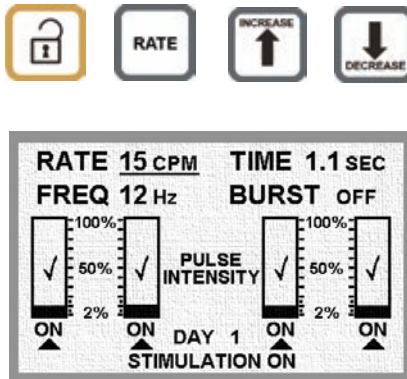 RATE
INCREASE
DECREASE
RATE 15 CPM TIME 1.1 SEC
FREQ 12 Hz BURST OFF
100% 100%
50% PULSE 50%
INTENSITY
2% 2%
ON ON DAY 1 ON ON
STIMULATION ON